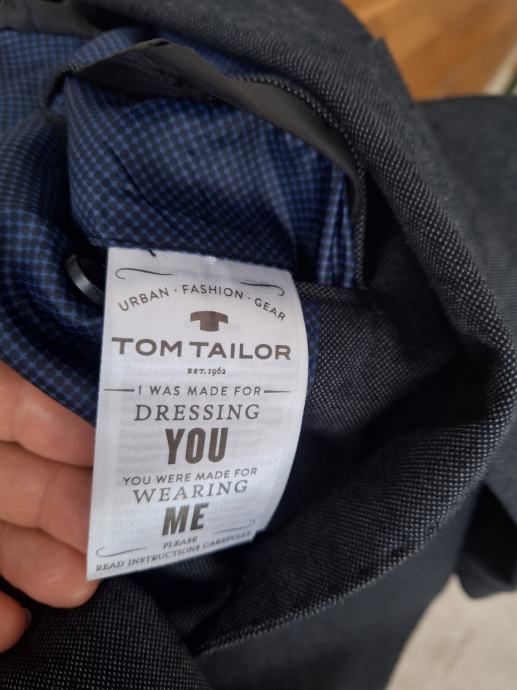 URBAN · FASHION · GEAR
TOM TAILOR
EST. 1962
I WAS MADE FOR
DRESSING
YOU
YOU WERE MADE FOR
WEARING
ME
PLEASE
READ INSTRUCTIONS CAREFULLY